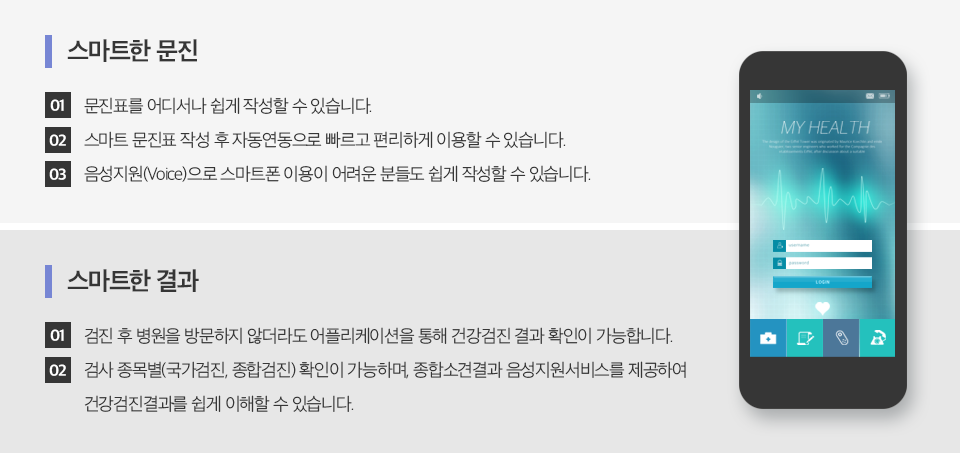 스마트한 문진
01 문진표를 어디서나 쉽게 작성할 수 있습니다.
02 스마트 문진표 작성 후 자동연동으로 빠르고 편리하게 이용할 수 있습니다.
03 음성지원(Voice)으로 스마트폰 이용이 어려운 분들도 쉽게 작성할 수 있습니다.
스마트한 결과
01 검진 후 병원을 방문하지 않더라도 어플리케이션을 통해 건강검진 결과 확인이 가능합니다.
02 검사 종목별(국가검진, 종합검진) 확인이 가능하며, 종합소견결과 음성지원서비스를 제공하여
건강검진결과를 쉽게 이해할 수 있습니다.
MY HEALTH
username
password
LOGIN